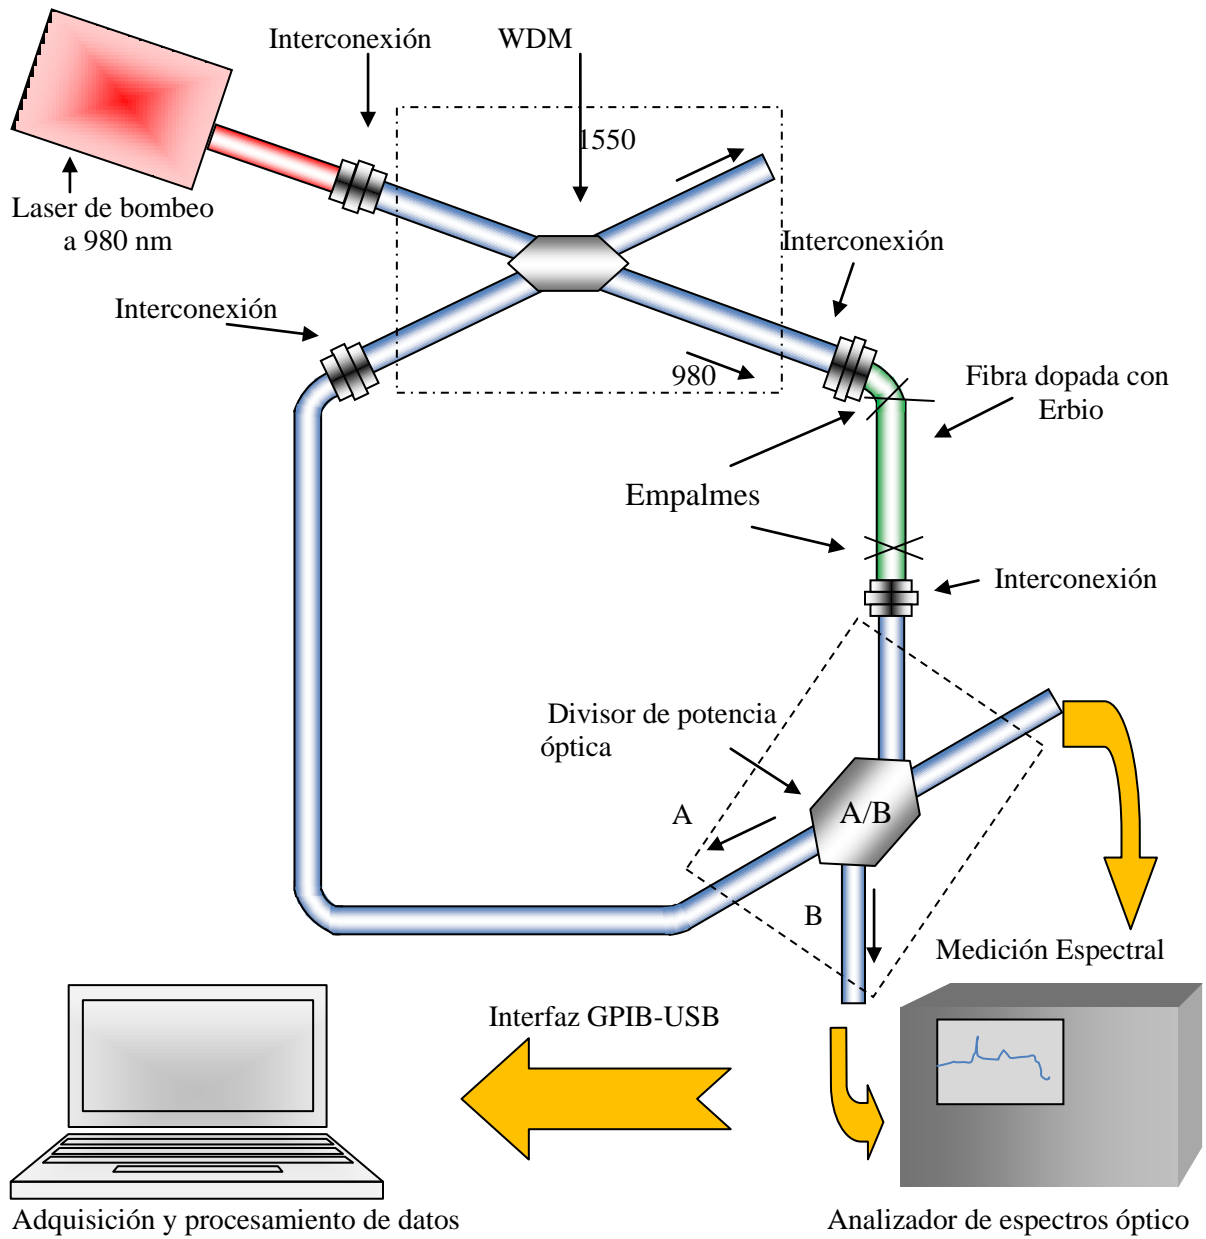 Interconexión
WDM
1550
Laser de bombeo
a 980 nm
Interconexión
Interconexión
980
Fibra dopada con
Erbio
Empalmes
Interconexión
Divisor de potencia
óptica
A
A/B
B
Medición Espectral
Interfaz GPIB-USB
Adquisición y procesamiento de datos
Analizador de espectros óptico